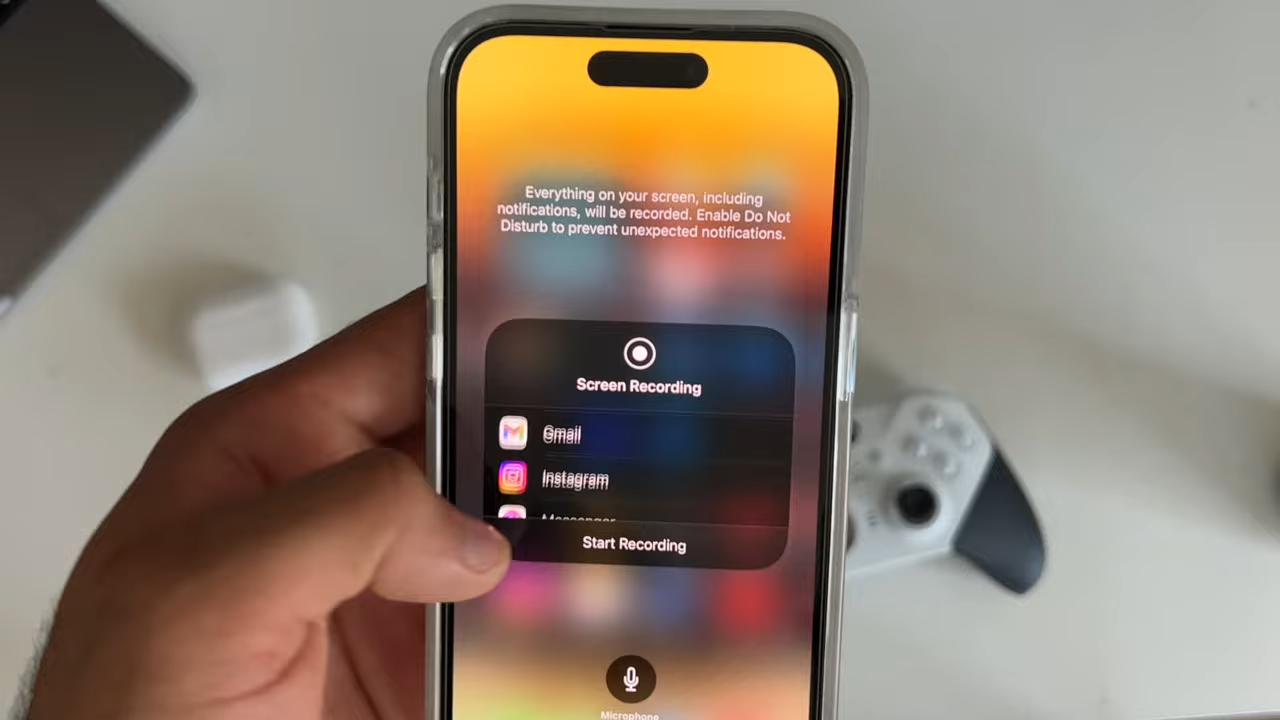 Everything on your screen, including
notifications, will be recorded. Enable Do Not
Disturb to prevent unexpected notifications.
Screen Recording
Gmail
Instagram
Messenger
Start Recording
Microphone